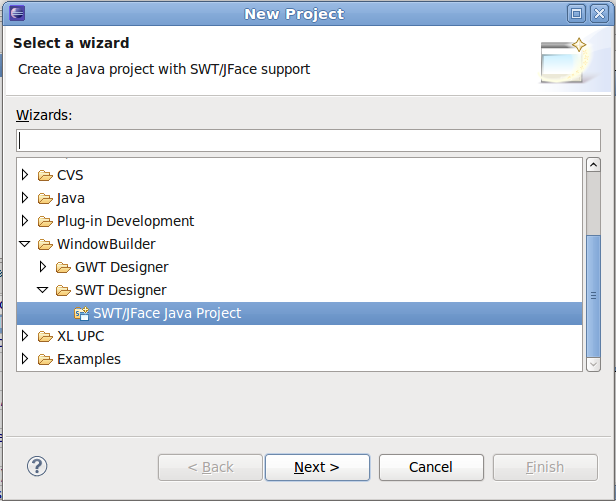 New Project
Select a wizard
Create a Java project with SWT/JFace support
Wizards:
CVS
Java
Plug-in Development
WindowBuilder
GWT Designer
SWT Designer
SWT/JFace Java Project
XL UPC
Examples
?
< Back
Next >
Cancel
Finish